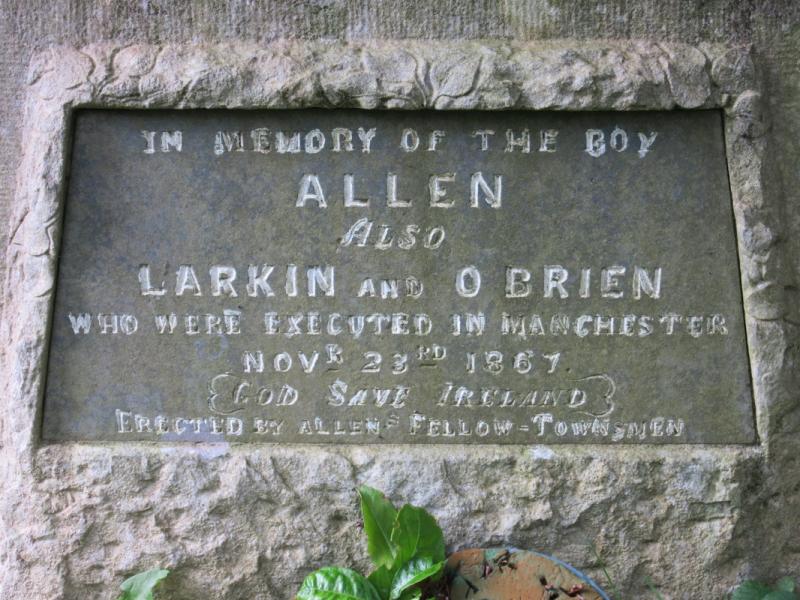 IN MEMORY OF THE BOY
ALLEN
ALSO
LARKIN AND O'BRIEN
WHO WERE EXECUTED IN MANCHESTER
NOVR 23RD 1867.
GOD SAVE IRELAND
ERECTED BY ALLENS FELLOW-TOWNSMEN